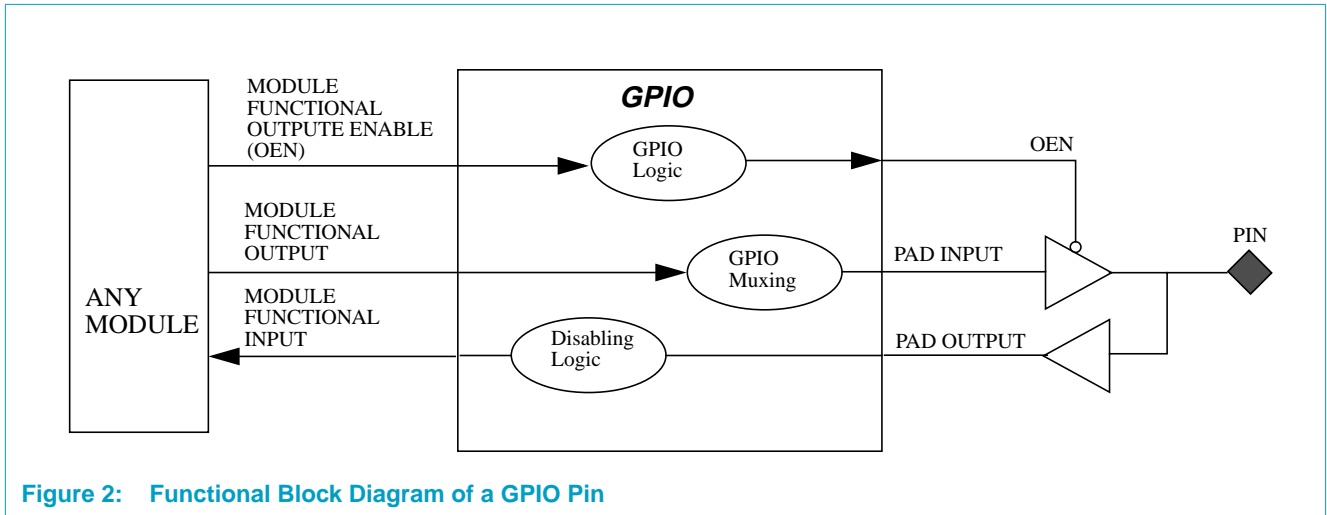 MODULE
FUNCTIONAL
OUTPUTE ENABLE
(OEN)
GPIO
GPIO
Logic
OEN
MODULE
FUNCTIONAL
OUTPUT
GPIO
Muxing
PAD INPUT
PIN
ANY
MODULE
MODULE
FUNCTIONAL
INPUT
Disabling
Logic
PAD OUTPUT
Figure 2: Functional Block Diagram of a GPIO Pin